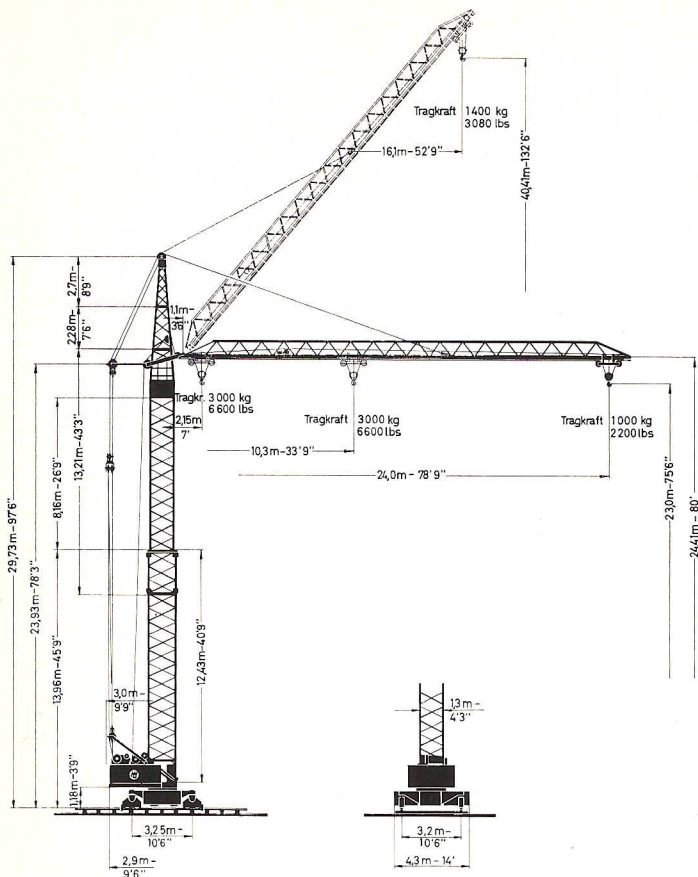 Tragkraft 1400 kg
3080 lbs
16,1m-52'9"
40,41m-132'6"
2,7m-
8'9"
1,1m-
3'6"
2,28m-
7'6"
Tragkr. 3000 kg
6600 lbs
2,15m
7'
Tragkraft 3000 kg
6600 lbs
Tragkraft 1000 kg
2200 lbs
10,3m-33'9"
24,0m-78'9"
13,21m-43'3"
8,16m-26'9"
29,73m-97'6"
23,93m-78'3"
13,96m-45'9"
12,43m-40'9"
23,0m-75'6"
24,41m-80'
3,0m-
9'9"
1,3m-
4'3"
1,18m-3'9"
3,25m-
10'6"
2,9m-
9'6"
3,2m-
10'6"
4,3m-14'